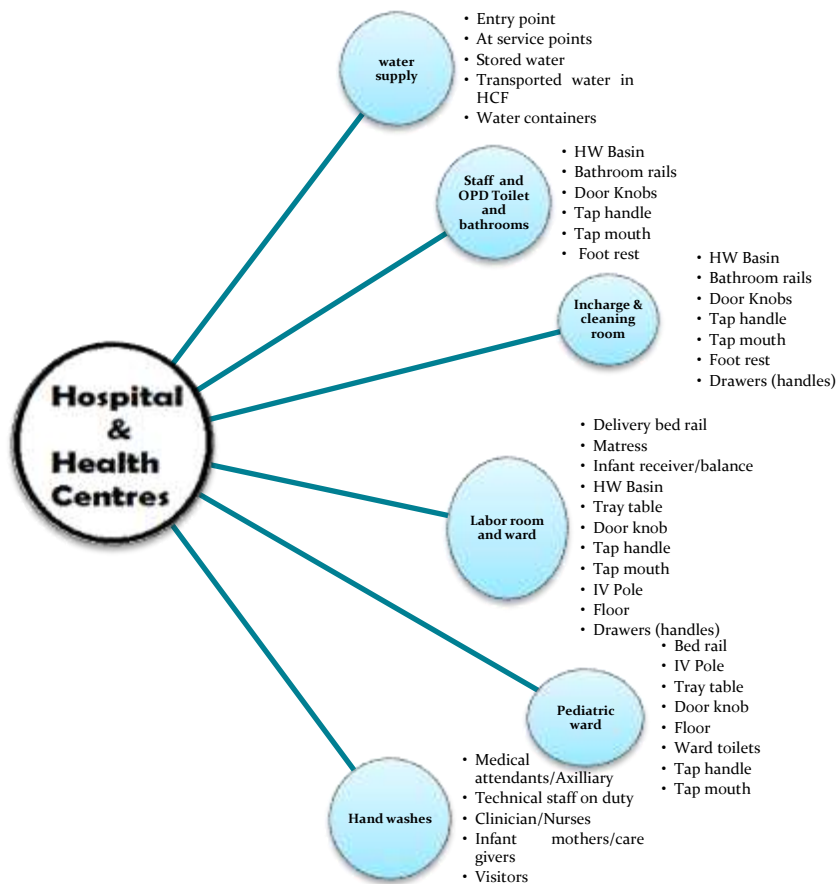 Hospital
&
Health
Centres
water
supply
• Entry point
• At service points
• Stored water
• Transported water in
HCF
• Water containers
Staff and
OPD Toilet
and
bathrooms
• HW Basin
• Bathroom rails
• Door Knobs
• Tap handle
• Tap mouth
• Foot rest
Incharge &
cleaning
room
• HW Basin
• Bathroom rails
• Door Knobs
• Tap handle
• Tap mouth
• Foot rest
• Drawers (handles)
Labor room
and ward
• Delivery bed rail
• Matress
• Infant receiver/balance
• HW Basin
• Tray table
• Door knob
• Tap handle
• Tap mouth
• IV Pole
• Floor
• Drawers (handles)
Pediatric
ward
• Bed rail
• IV Pole
• Tray table
• Door knob
• Floor
• Ward toilets
• Tap handle
• Tap mouth
Hand washes
• Medical
attendants/Axilliary
• Technical staff on duty
• Clinician/Nurses
• Infant mothers/care
givers
• Visitors